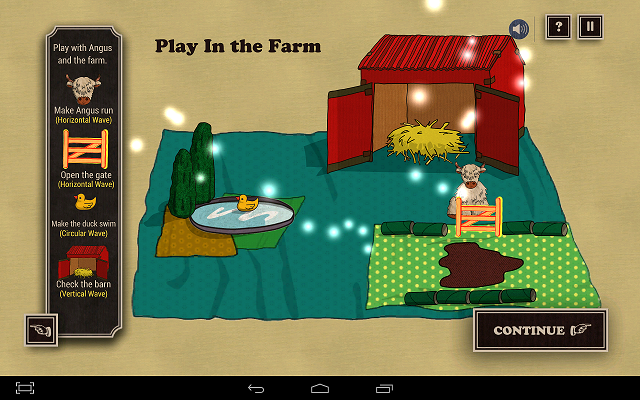 Play In the Farm
?
Play with Angus
and the farm.
Make Angus run
(Horizontal Wave)
Open the gate
(Horizontal Wave)
Make the duck swim
(Circular Wave)
Check the barn
(Vertical Wave)
CONTINUE